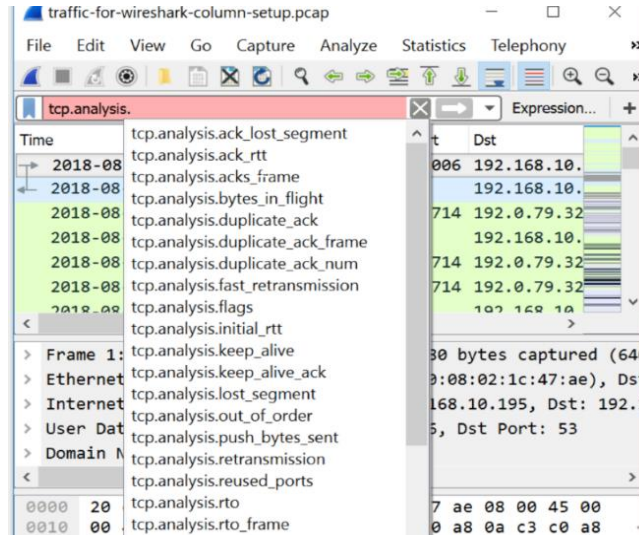 traffic-for-wireshark-column-setup.pcap
File Edit View Go Capture Analyze Statistics Telephony
tcp.analysis. Expression... +
Time t Dst
2018-08 006 192.168.10.
2018-08 192.168.10.
2018-08 714 192.0.79.32
2018-08 192.168.10.
2018-08 714 192.0.79.32
2018-08 714 192.0.79.32
2018-08 192.168.10
tcp.analysis.ack_lost_segment
tcp.analysis.ack_rtt
tcp.analysis.acks_frame
tcp.analysis.bytes_in_flight
tcp.analysis.duplicate_ack
tcp.analysis.duplicate_ack_frame
tcp.analysis.duplicate_ack_num
tcp.analysis.fast_retransmission
tcp.analysis.flags
tcp.analysis.initial_rtt
tcp.analysis.keep_alive
tcp.analysis.keep_alive_ack
tcp.analysis.lost_segment
tcp.analysis.out_of_order
tcp.analysis.push_bytes_sent
tcp.analysis.retransmission
tcp.analysis.reused_ports
tcp.analysis.rto
tcp.analysis.rto_frame
> Frame 1: 80 bytes captured (64
> Ethernet 0:08:02:1c:47:ae), Ds
> Internet 168.10.195, Dst: 192.
> User Dat 6, Dst Port: 53
> Domain N
0000 20 7 ae 08 00 45 00
0010 00 0 a8 0a c3 c0 a8